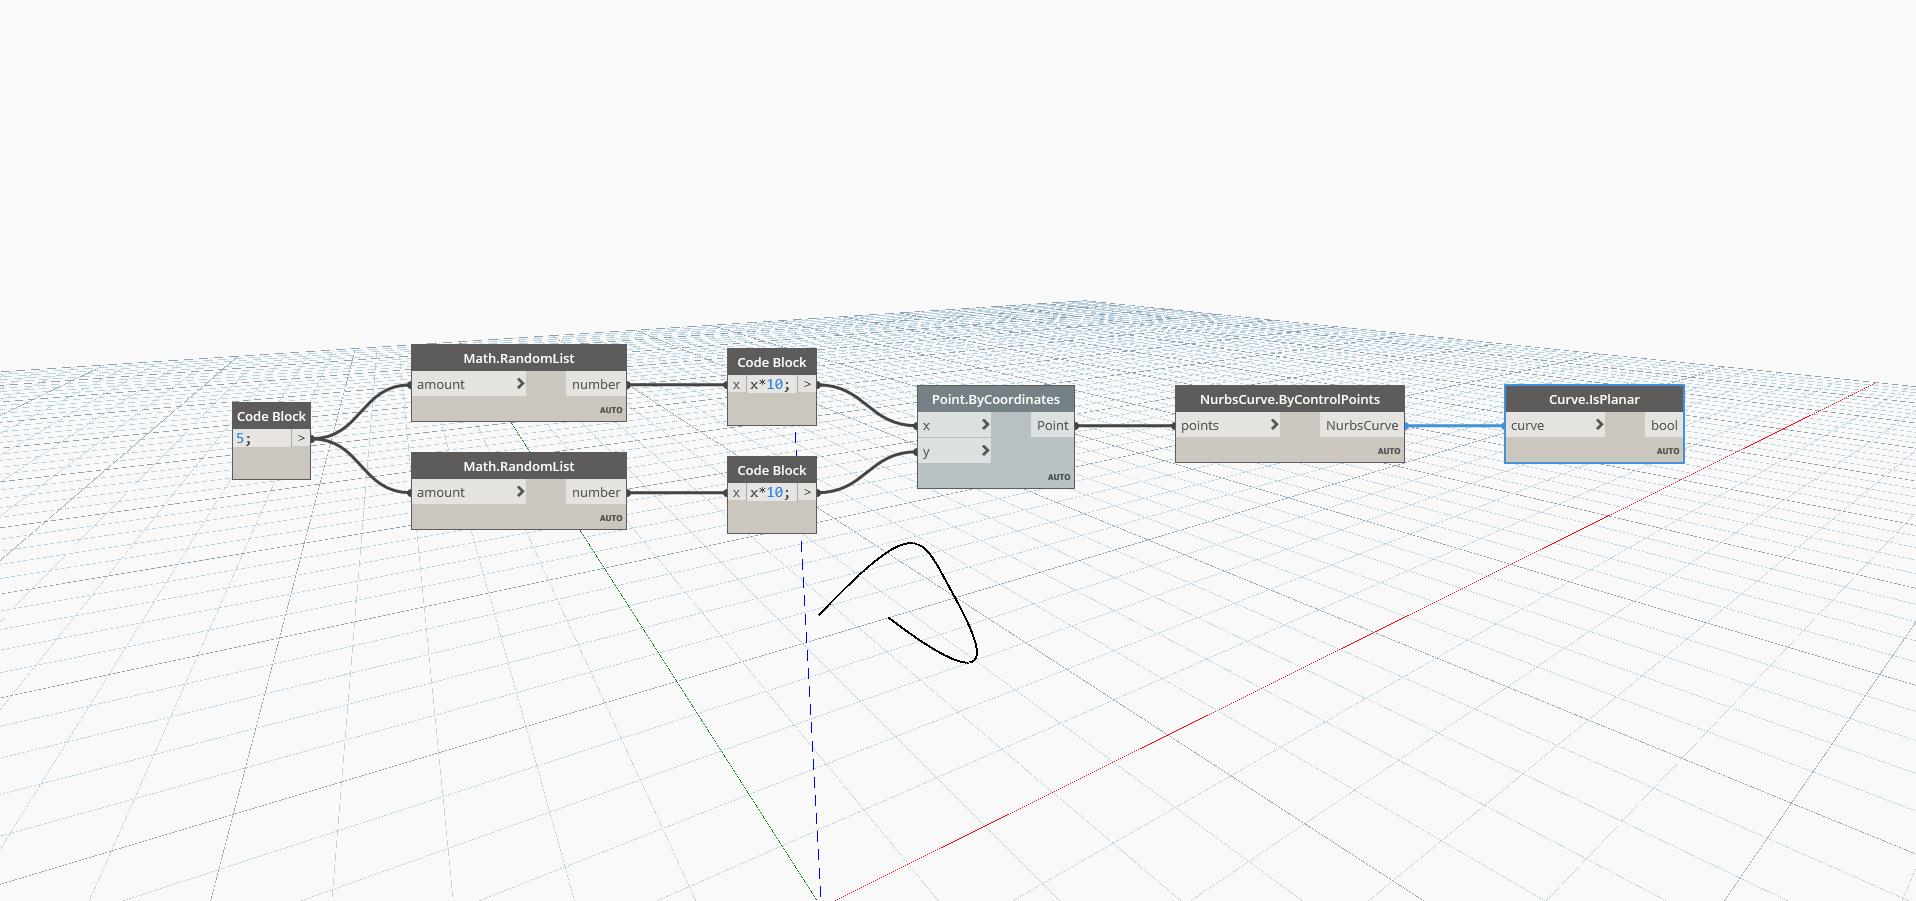 Code Block
5; >
Math.RandomList
amount > number
AUTO
Math.RandomList
amount > number
AUTO
Code Block
x x*10; >
Code Block
x x*10; >
Point.ByCoordinates
x > Point
y >
AUTO
NurbsCurve.ByControlPoints
points > NurbsCurve
AUTO
Curve.IsPlanar
curve > bool
AUTO